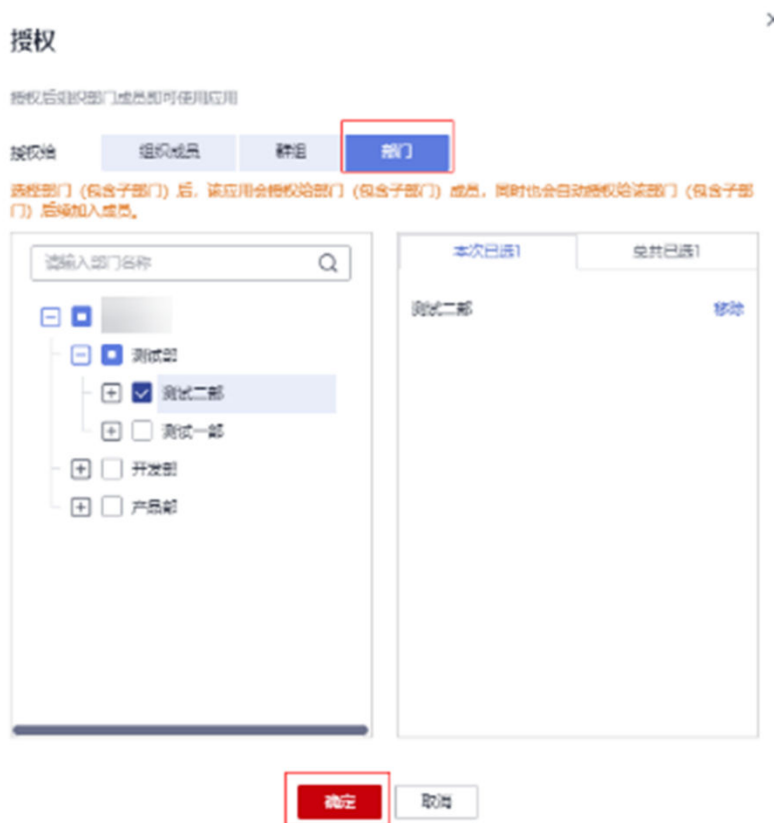 授权
授权后组织部门成员即可使用应用
授权给 组织成员 群组 部门
选择部门（包含子部门）后，该应用会授权给部门（包含子部门）成员，同时也会自动授权给该部门（包含子部
门）后续加入成员。
请输入部门名称
本次已选1 总共已选1
测试二部 移除
测试部
测试二部
测试一部
开发部
产品部
确定 取消